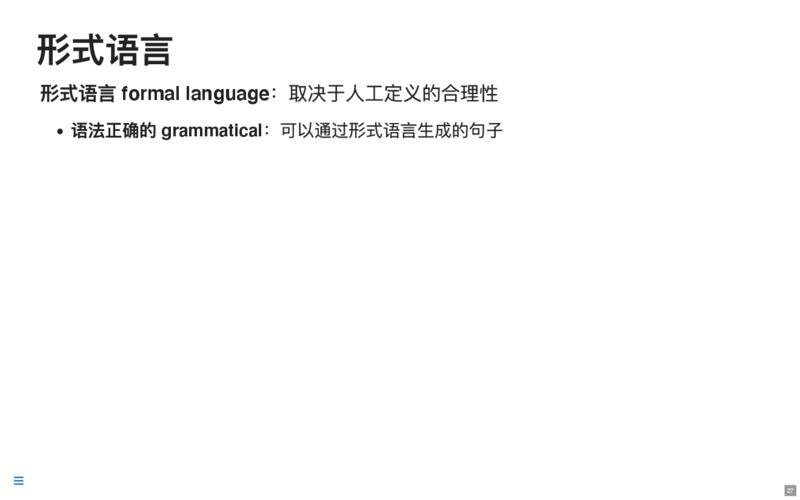 形式语言
形式语言 formal language：取决于人工定义的合理性
• 语法正确的 grammatical：可以通过形式语言生成的句子
27